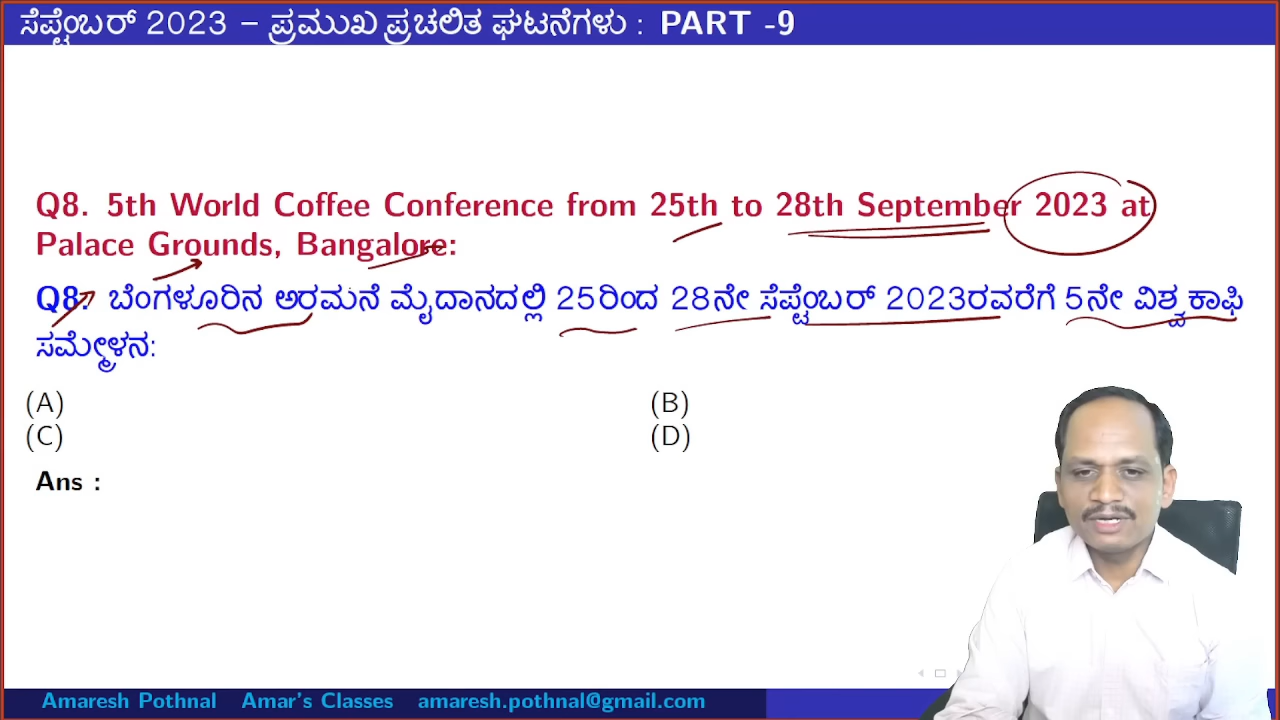 ಸೆಪ್ಟೆಂಬರ್ 2023 – ಪ್ರಮುಖ ಪ್ರಚಲಿತ ಘಟನೆಗಳು : PART -9
Q8. 5th World Coffee Conference from 25th to 28th September 2023 at
Palace Grounds, Bangalore:
Q8. ಬೆಂಗಳೂರಿನ ಅರಮನೆ ಮೈದಾನದಲ್ಲಿ 25ರಿಂದ 28ನೇ ಸೆಪ್ಟೆಂಬರ್ 2023ರವರೆಗೆ 5ನೇ ವಿಶ್ವಕಾಫಿ
ಸಮ್ಮೇಳನ:
(A) (B)
(C) (D)
Ans :
Amaresh Pothnal Amar's Classes amaresh.pothnal@gmail.com